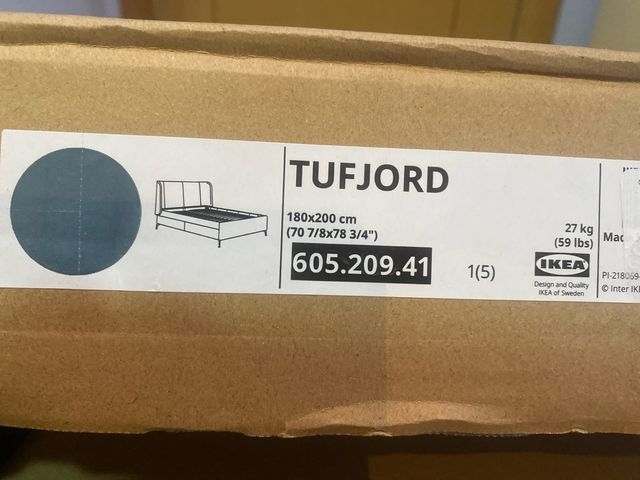 TUFJORD
180x200 cm
(70 7/8x78 3/4")
605.209.41
1(5)
27 kg
(59 lbs)
IKEA
Design and Quality
IKEA of Sweden
© Inter